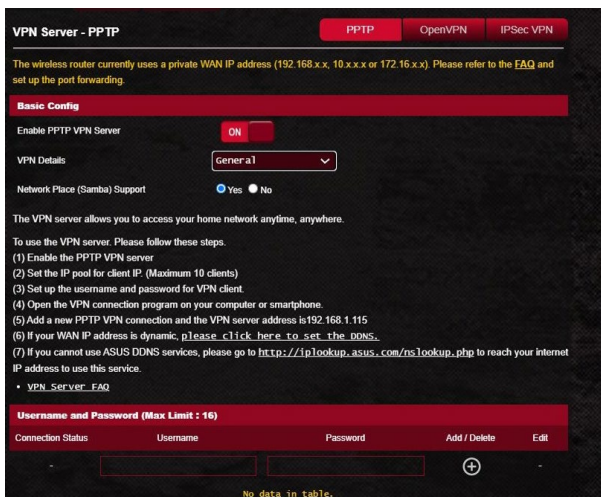 VPN Server - PPTP
PPTP
OpenVPN
IPSec VPN
The wireless router currently uses a private WAN IP address (192.168.x.x, 10.x.x.x or 172.16.x.x). Please refer to the FAQ and
set up the port forwarding.
Basic Config
Enable PPTP VPN Server
ON
VPN Details
General
Network Place (Samba) Support
Yes No
The VPN server allows you to access your home network anytime, anywhere.
To use the VPN server. Please follow these steps.
(1) Enable the PPTP VPN server
(2) Set the IP pool for client IP. (Maximum 10 clients)
(3) Set up the username and password for VPN client.
(4) Open the VPN connection program on your computer or smartphone.
(5) Add a new PPTP VPN connection and the VPN server address is192.168.1.115
(6) If your WAN IP address is dynamic, please click here to set the DDNS.
(7) If you cannot use ASUS DDNS services, please go to http://iplookup.asus.com/nslookup.php to reach your internet
IP address to use this service.
• VPN Server FAQ
Username and Password (Max Limit : 16)
Connection Status Username Password Add / Delete Edit
- -
No data in table.